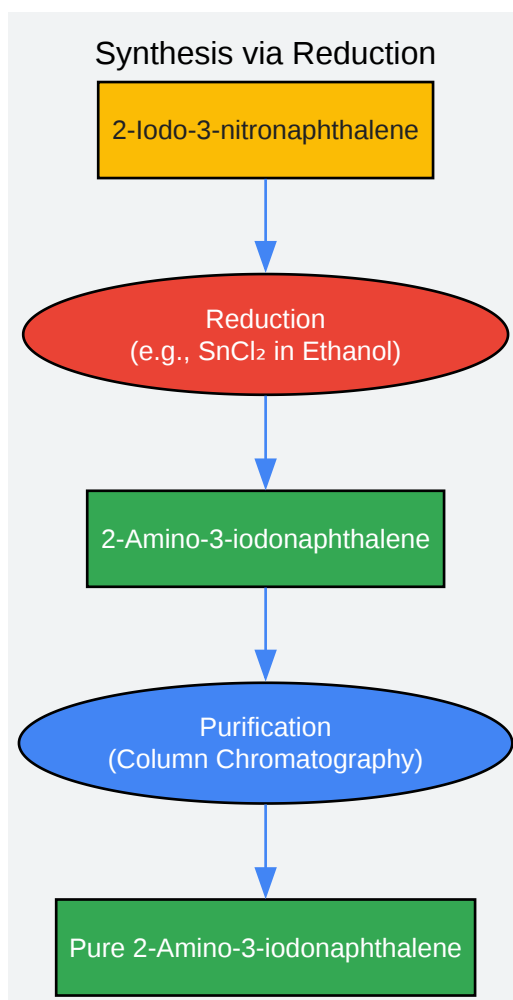 Synthesis via Reduction
2-Iodo-3-nitronaphthalene
Reduction
(e.g., SnCl₂ in Ethanol)
2-Amino-3-iodonaphthalene
Purification
(Column Chromatography)
Pure 2-Amino-3-iodonaphthalene